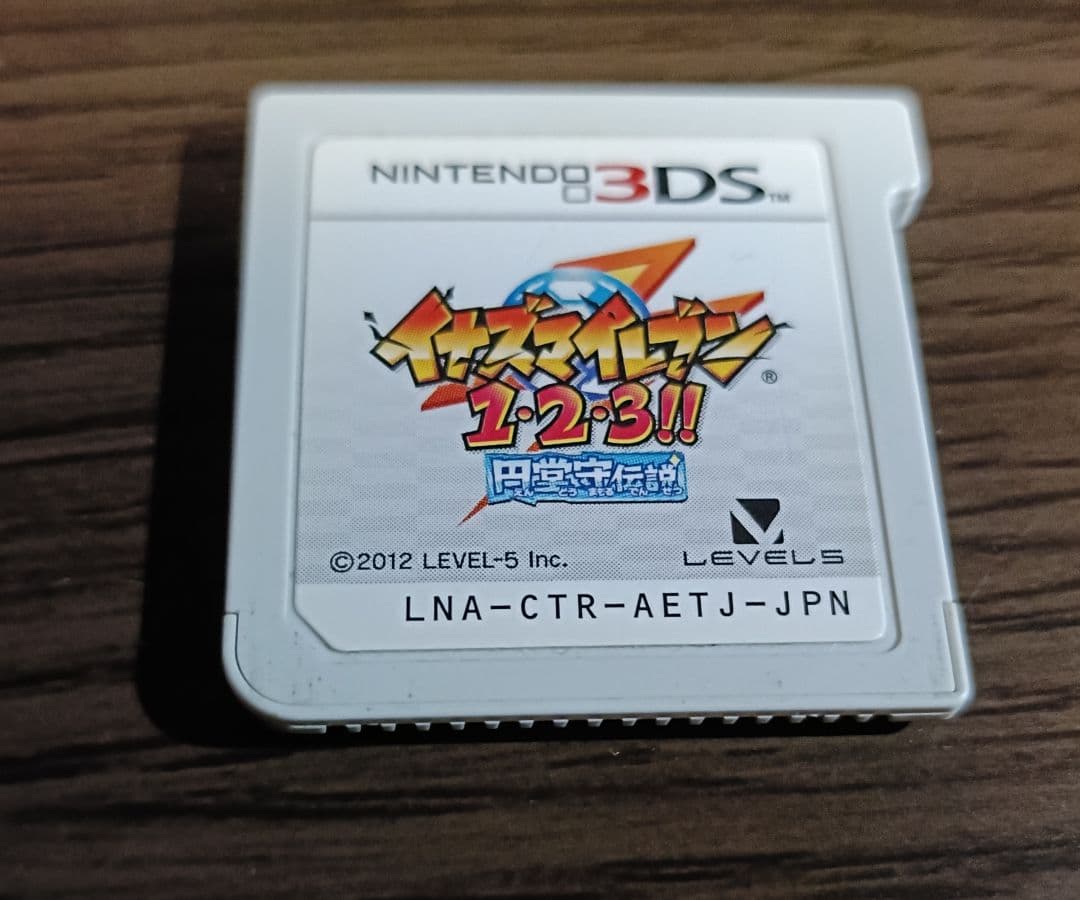 NINTENDO 3DS™
イナズマイレブン®
1・2・3!!
円堂守伝説
えん どう まもる でん せつ
©2012 LEVEL-5 Inc.
LEVEL5
LNA-CTR-AETJ-JPN